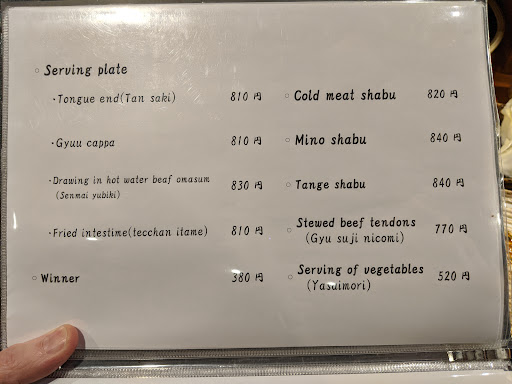 ○ Serving plate
・Tongue end(Tan saki) 810 円
・Gyuu cappa 810 円
・Drawing in hot water beaf omasum 830 円
(Senmai yubiki)
・Fried intestime(tecchan itame) 810 円
○ Winner 380 円
○ Cold meat shabu 820 円
○ Mino shabu 840 円
○ Tange shabu 840 円
○ Stewed beef tendons 770 円
(Gyu suji nicomi)
○ Serving of vegetables 520 円
(Yasaimori)